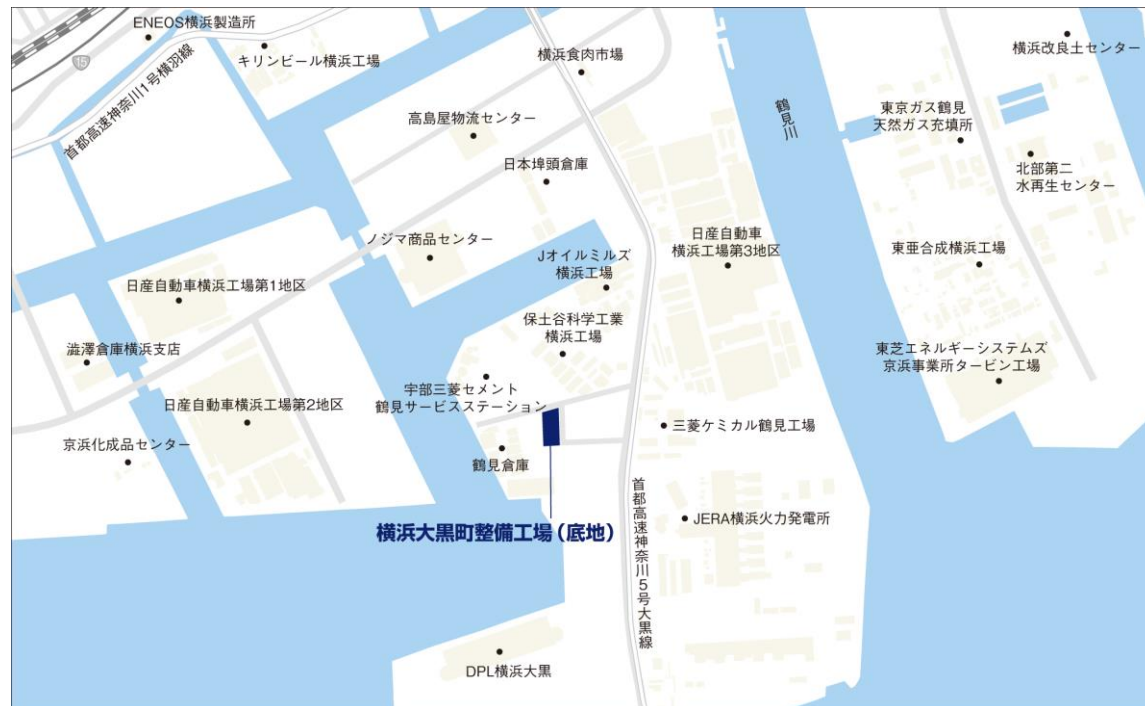 ENEOS横浜製造所
15
首都高速神奈川1号横羽線
キリンビール横浜工場
横浜食肉市場
鶴見川
横浜改良土センター
高島屋物流センター
東京ガス鶴見
天然ガス充填所
日本埠頭倉庫
北部第二
水再生センター
ノジマ商品センター
Jオイルミルズ
横浜工場
日産自動車
横浜工場第3地区
東亜合成横浜工場
日産自動車横浜工場第1地区
保土谷科学工業
横浜工場
澁澤倉庫横浜支店
東芝エネルギーシステムズ
京浜事業所タービン工場
宇部三菱セメント
鶴見サービスステーション
日産自動車横浜工場第2地区
三菱ケミカル鶴見工場
京浜化成品センター
鶴見倉庫
首都高速神奈川5号大黒線
横浜大黒町整備工場(底地)
JERA横浜火力発電所
DPL横浜大黒